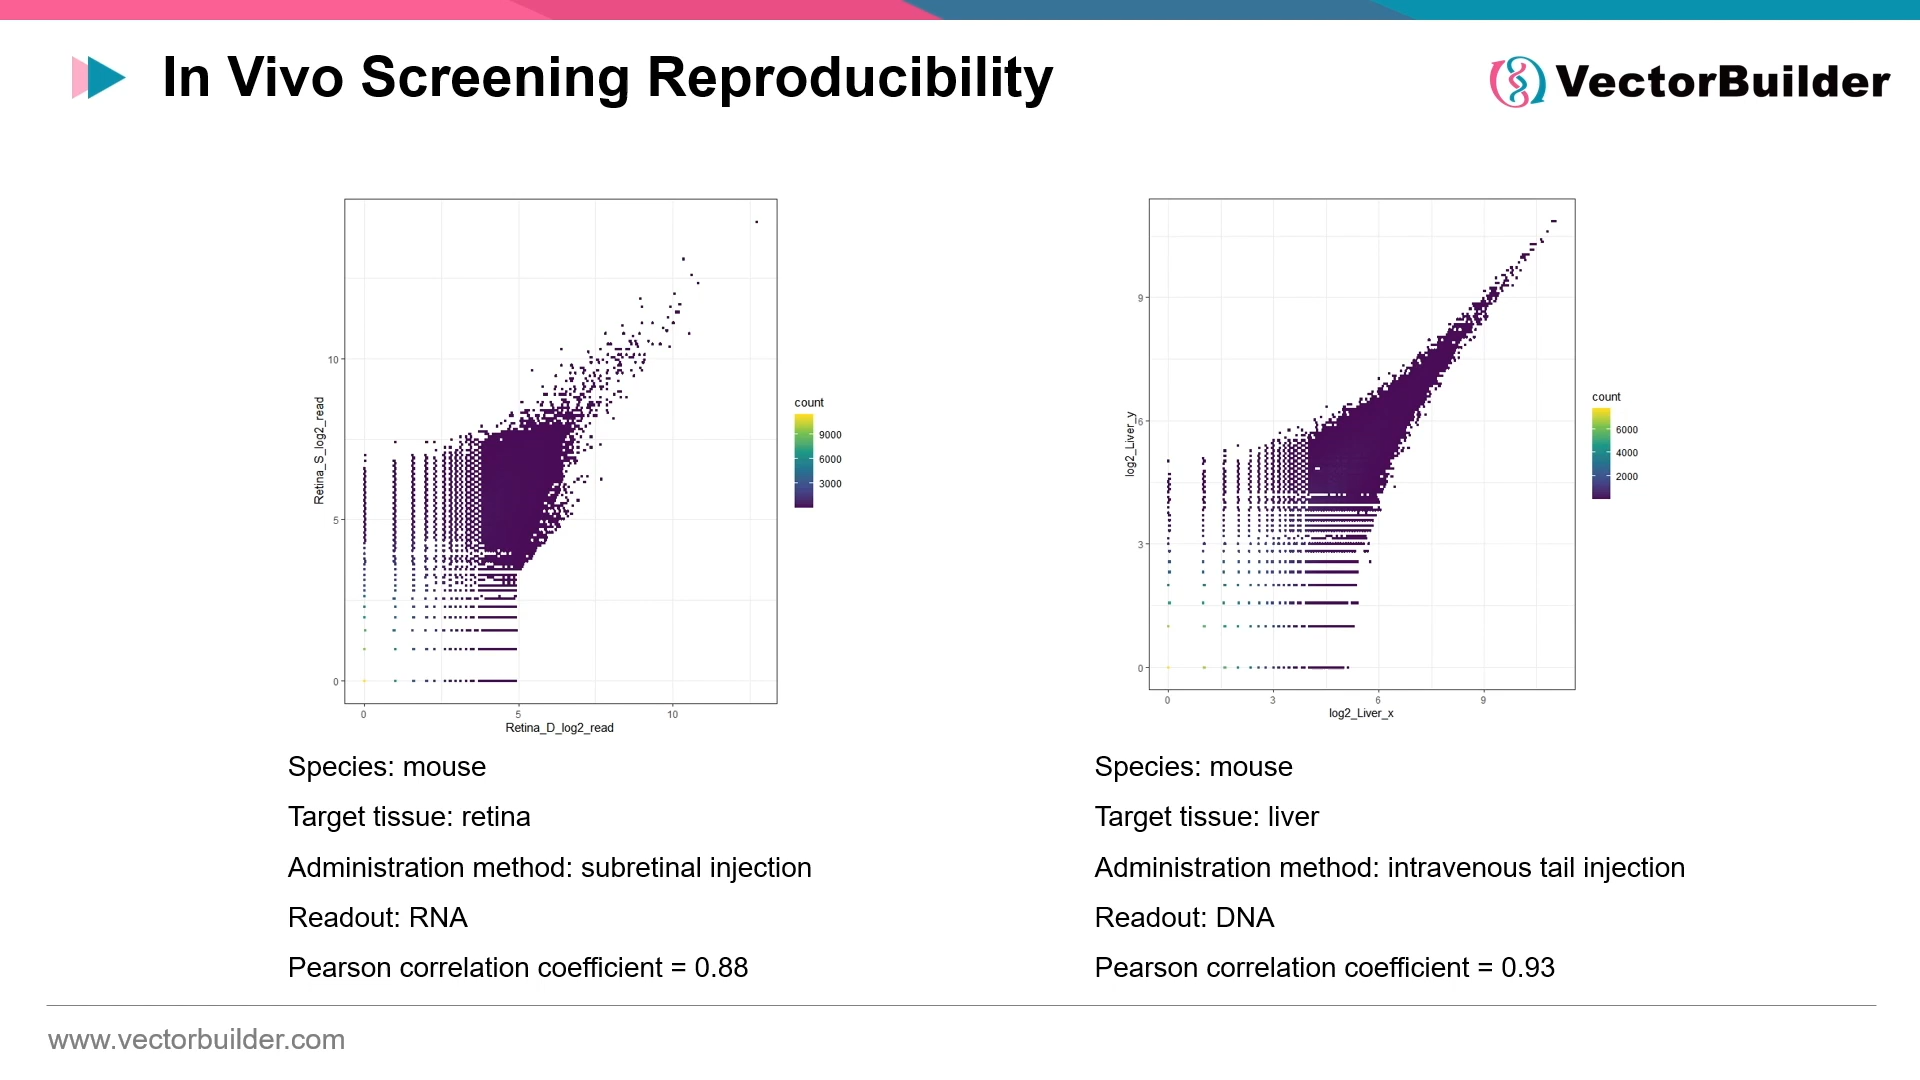 In Vivo Screening Reproducibility
VectorBuilder
Retina_S_log2_read
10
5
0
0
5
10
Retina_D_log2_read
count
9000
6000
3000
Species: mouse
Target tissue: retina
Administration method: subretinal injection
Readout: RNA
Pearson correlation coefficient = 0.88
log2_Liver_y
9
6
3
0
0
3
6
9
log2_Liver_x
count
6000
4000
2000
Species: mouse
Target tissue: liver
Administration method: intravenous tail injection
Readout: DNA
Pearson correlation coefficient = 0.93
www.vectorbuilder.com